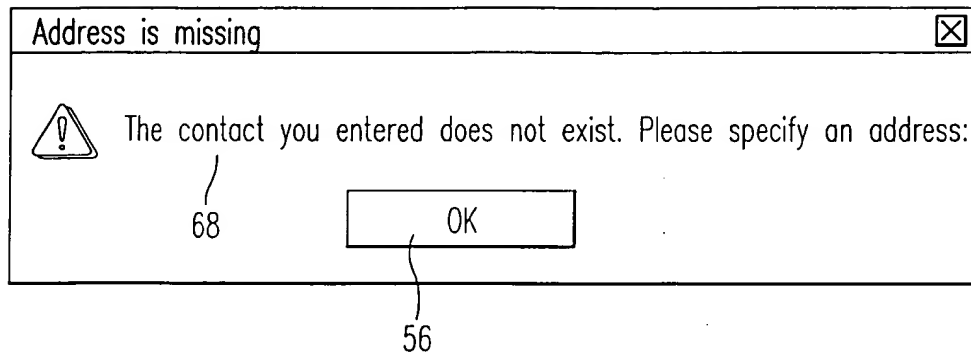 Address is missing
The contact you entered does not exist. Please specify an address:
68
OK
56